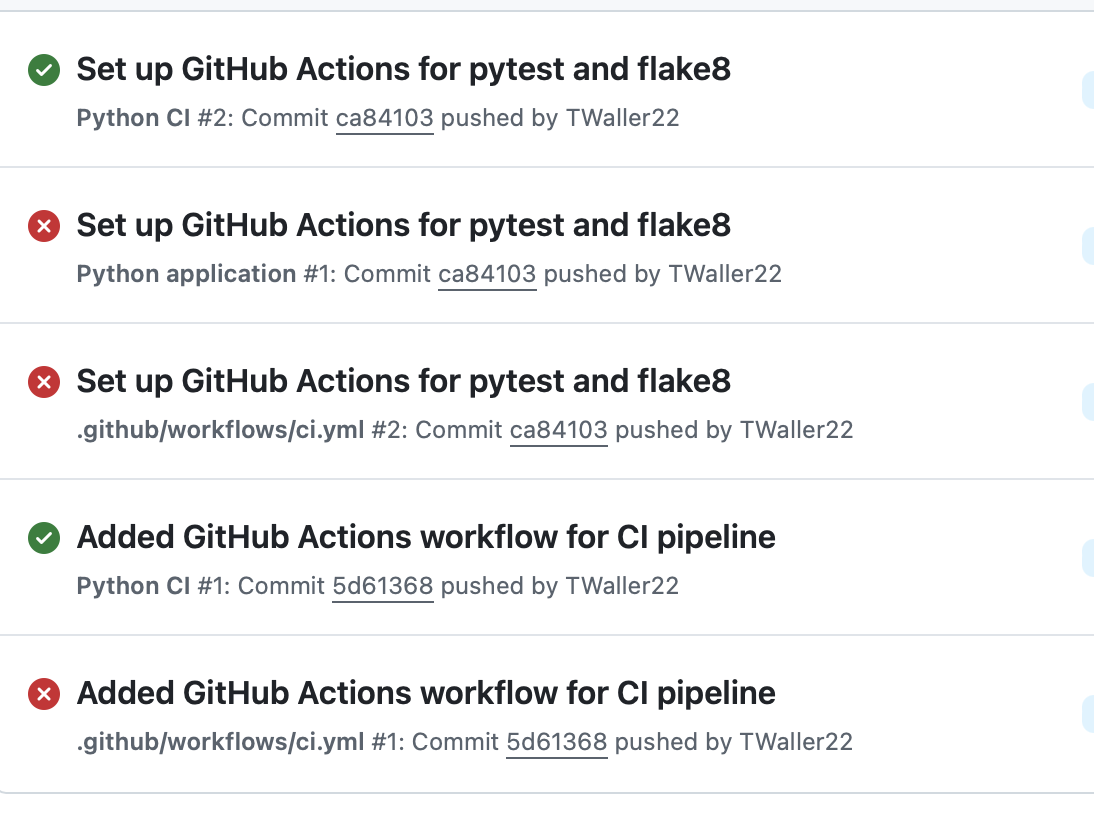 Set up GitHub Actions for pytest and flake8
Python CI #2: Commit ca84103 pushed by TWaller22
Set up GitHub Actions for pytest and flake8
Python application #1: Commit ca84103 pushed by TWaller22
Set up GitHub Actions for pytest and flake8
.github/workflows/ci.yml #2: Commit ca84103 pushed by TWaller22
Added GitHub Actions workflow for CI pipeline
Python CI #1: Commit 5d61368 pushed by TWaller22
Added GitHub Actions workflow for CI pipeline
.github/workflows/ci.yml #1: Commit 5d61368 pushed by TWaller22